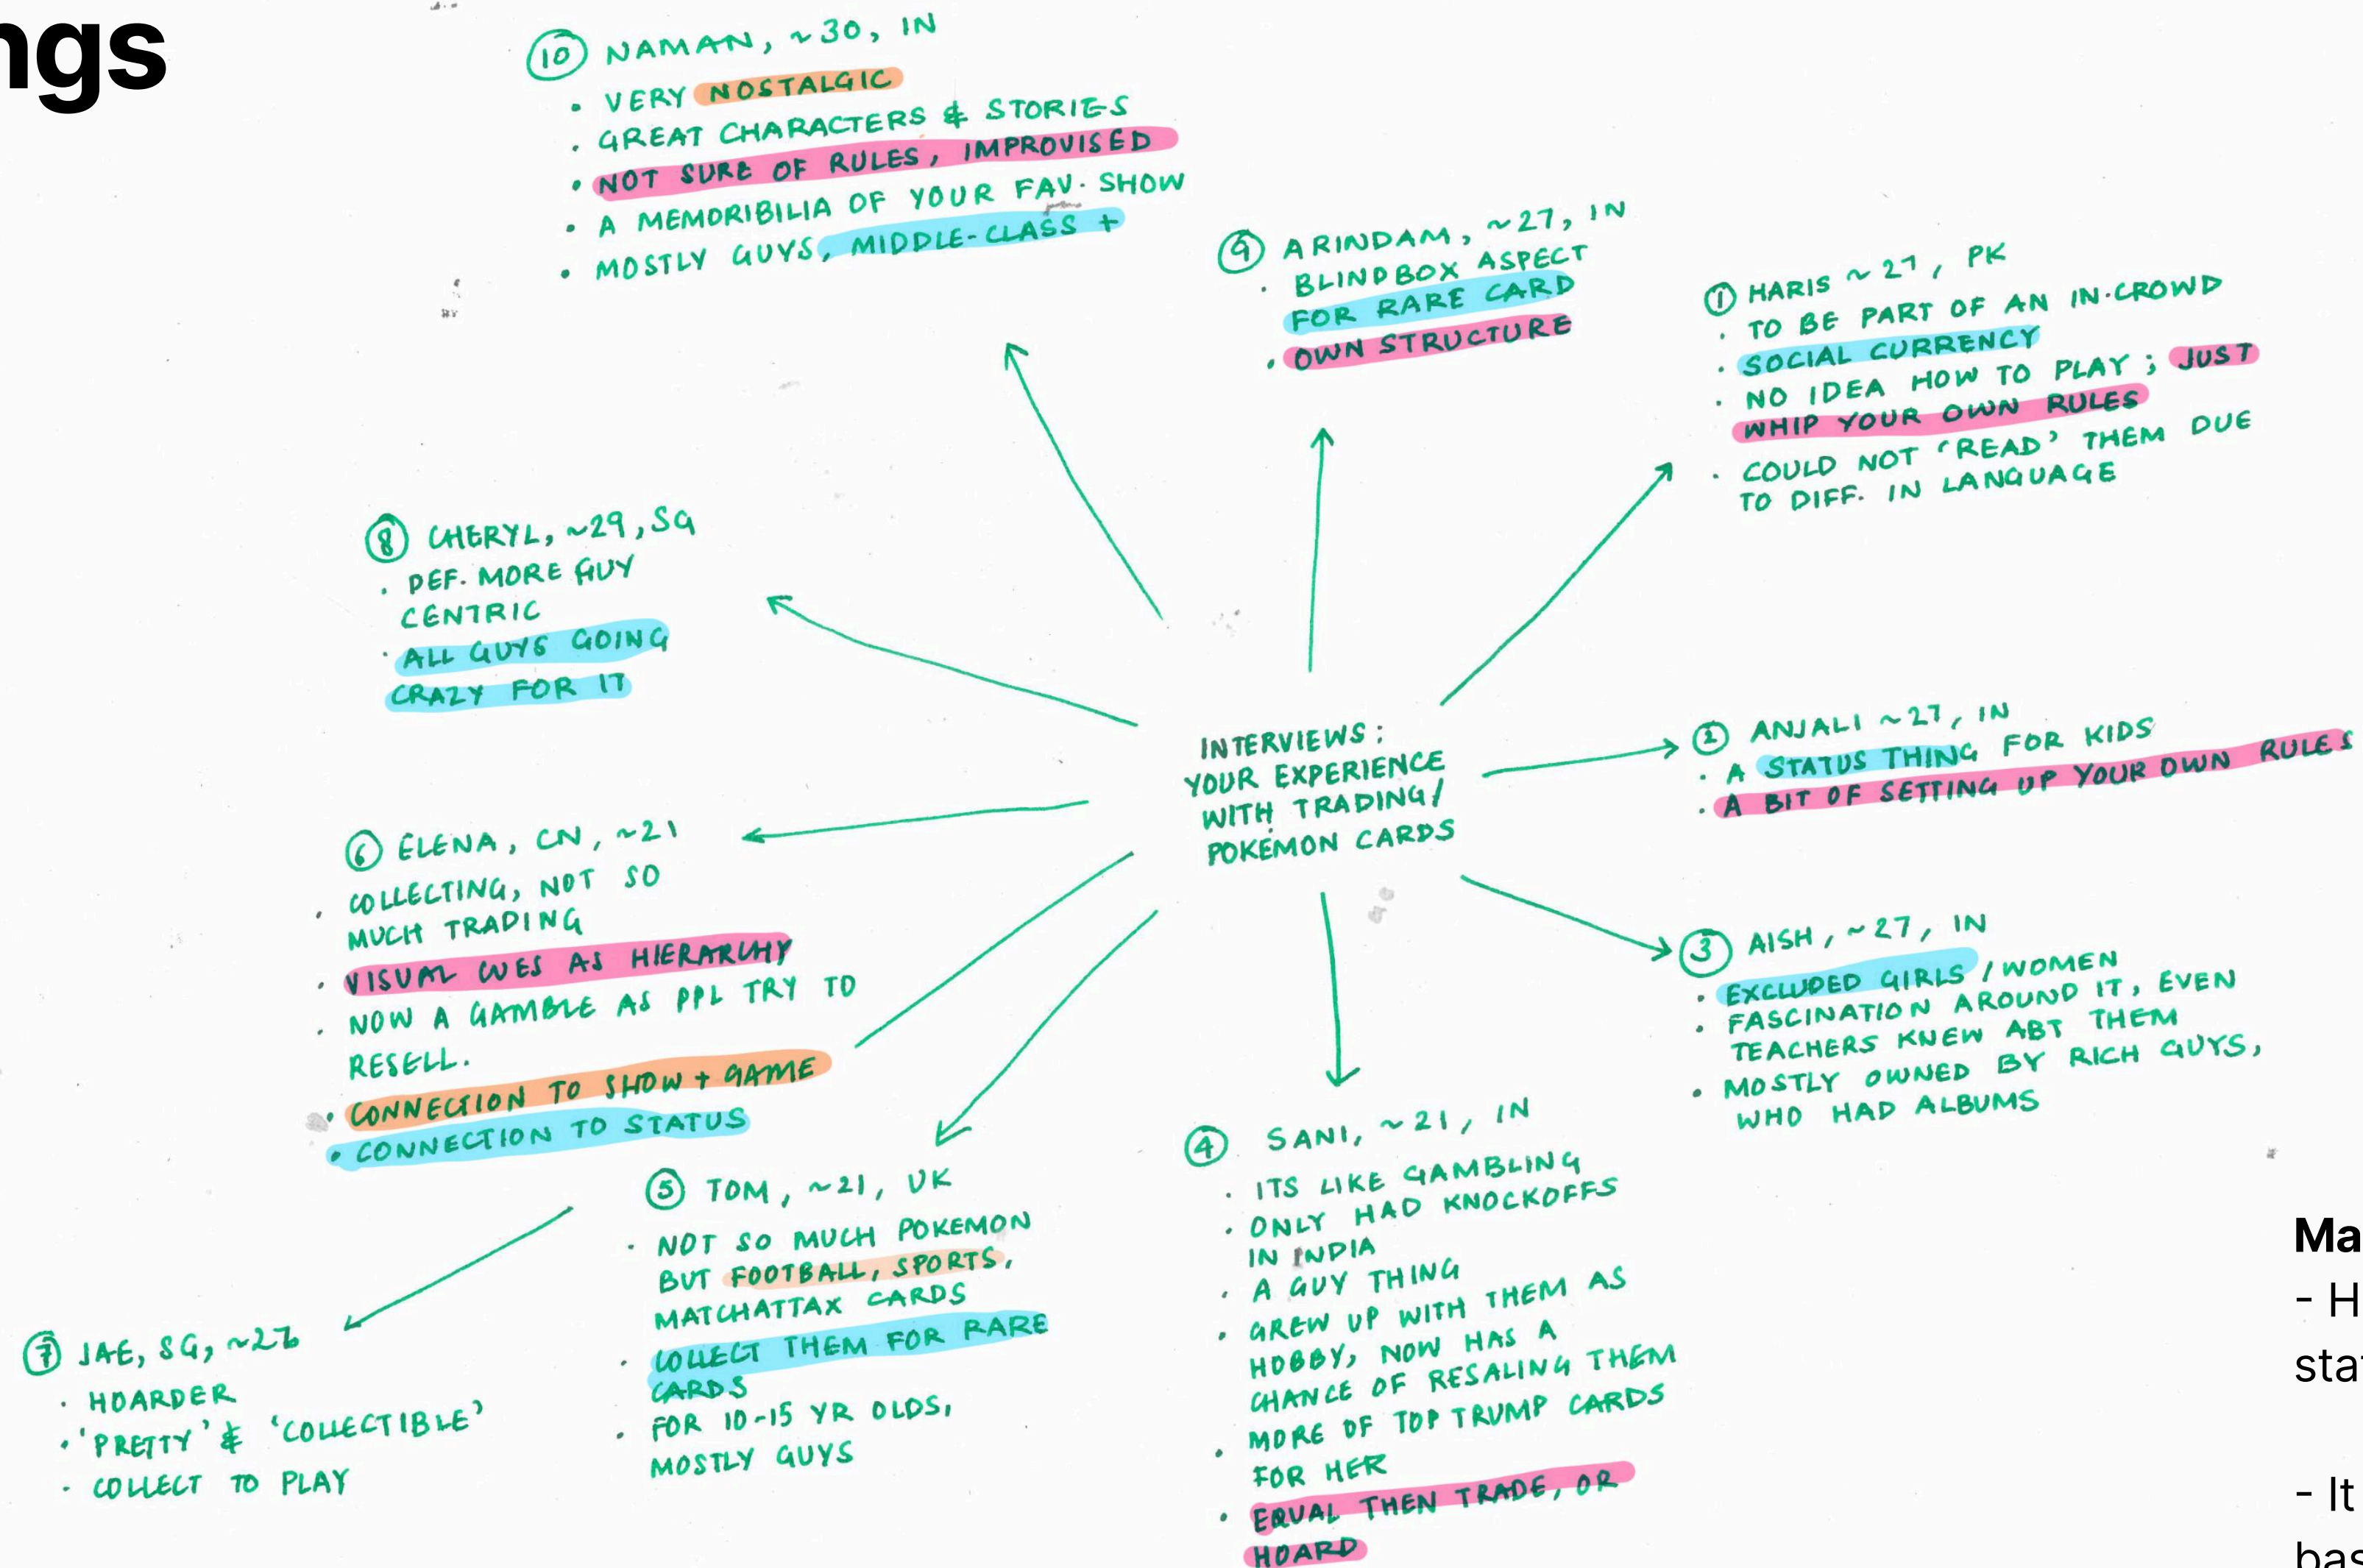 ngs
⑩ NAMAN, ~30, IN
• VERY NOSTALGIC
• GREAT CHARACTERS & STORIES
• NOT SURE OF RULES, IMPROVISED
• A MEMORIBILIA OF YOUR FAV. SHOW
• MOSTLY GUYS, MIDDLE-CLASS +
⑨ ARINDAM, ~27, IN
• BLINDBOX ASPECT
FOR RARE CARD
• OWN STRUCTURE
① HARIS ~27, PK
• TO BE PART OF AN IN-CROWD
• SOCIAL CURRENCY
• NO IDEA HOW TO PLAY; JUST
WHIP YOUR OWN RULES
• COULD NOT 'READ' THEM DUE
TO DIFF. IN LANGUAGE
⑧ CHERYL, ~29, SG
• DEF. MORE GUY
CENTRIC
• ALL GUYS GOING
CRAZY FOR IT
INTERVIEWS:
YOUR EXPERIENCE
WITH TRADING/
POKÉMON CARDS
② ANJALI ~27, IN
• A STATUS THING FOR KIDS
• A BIT OF SETTING UP YOUR OWN RULES
⑥ ELENA, CN, ~21
• COLLECTING, NOT SO
MUCH TRADING
• VISUAL CUES AS HIERARCHY
• NOW A GAMBLE AS PPL TRY TO
RESELL.
• CONNECTION TO SHOW + GAME
• CONNECTION TO STATUS
③ AISH, ~27, IN
• EXCLUDED GIRLS / WOMEN
• FASCINATION AROUND IT, EVEN
TEACHERS KNEW ABT THEM
• MOSTLY OWNED BY RICH GUYS,
WHO HAD ALBUMS
④ SANI, ~21, IN
• ITS LIKE GAMBLING
• ONLY HAD KNOCKOFFS
IN INDIA
• A GUY THING
• GREW UP WITH THEM AS
HOBBY, NOW HAS A
CHANCE OF RESALING THEM
• MORE OF TOP TRUMP CARDS
FOR HER
• EQUAL THEN TRADE, OR
HOARD
⑤ TOM, ~21, UK
• NOT SO MUCH POKEMON
BUT FOOTBALL, SPORTS,
MATCHATTAX CARDS
• COLLECT THEM FOR RARE
CARDS
• FOR 10-15 YR OLDS,
MOSTLY GUYS
⑦ JAE, SG,
• HOARDER
• 'PRETTY' & 'COLLECTIBLE'
• COLLECT TO PLAY
Ma
- H
sta
- It
bas